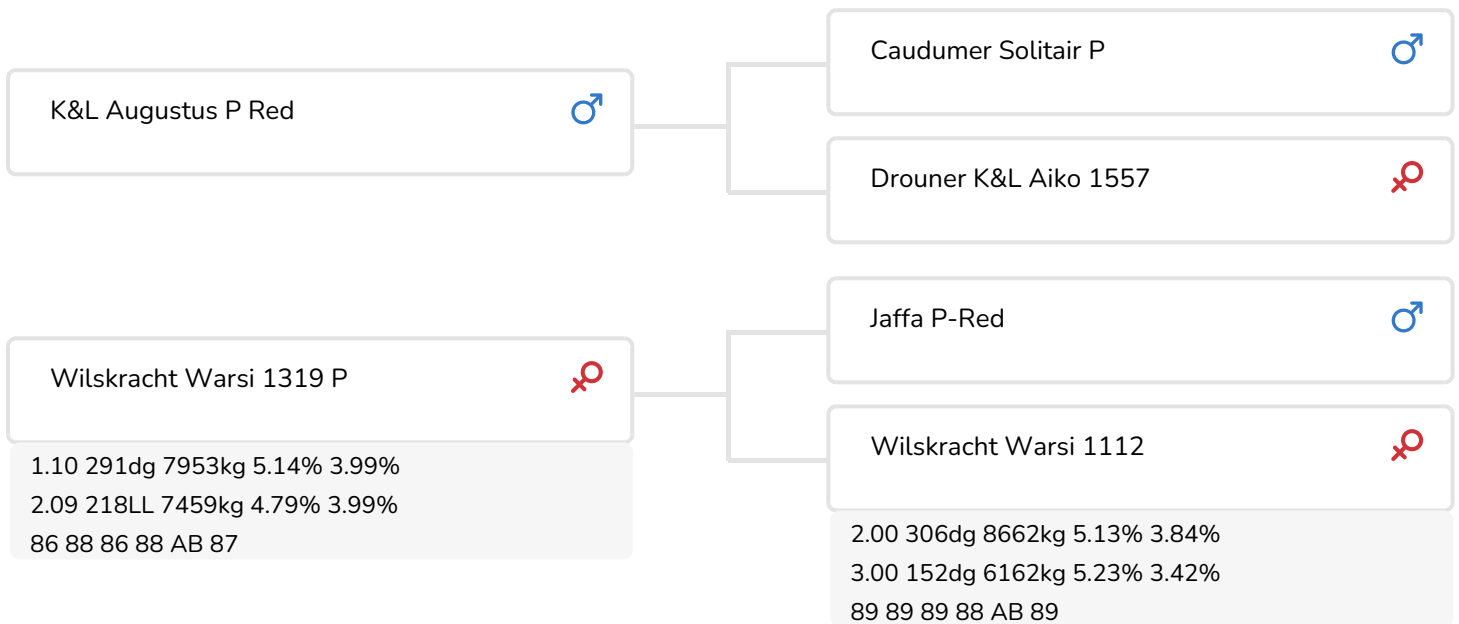 K&L Augustus P Red
Caudumer Solitair P
Drouner K&L Aiko 1557
Wilskracht Warsi 1319 P
1.10 291dg 7953kg 5.14% 3.99%
2.09 218LL 7459kg 4.79% 3.99%
86 88 86 88 AB 87
Jaffa P-Red
Wilskracht Warsi 1112
2.00 306dg 8662kg 5.13% 3.84%
3.00 152dg 6162kg 5.23% 3.42%
89 89 89 88 AB 89